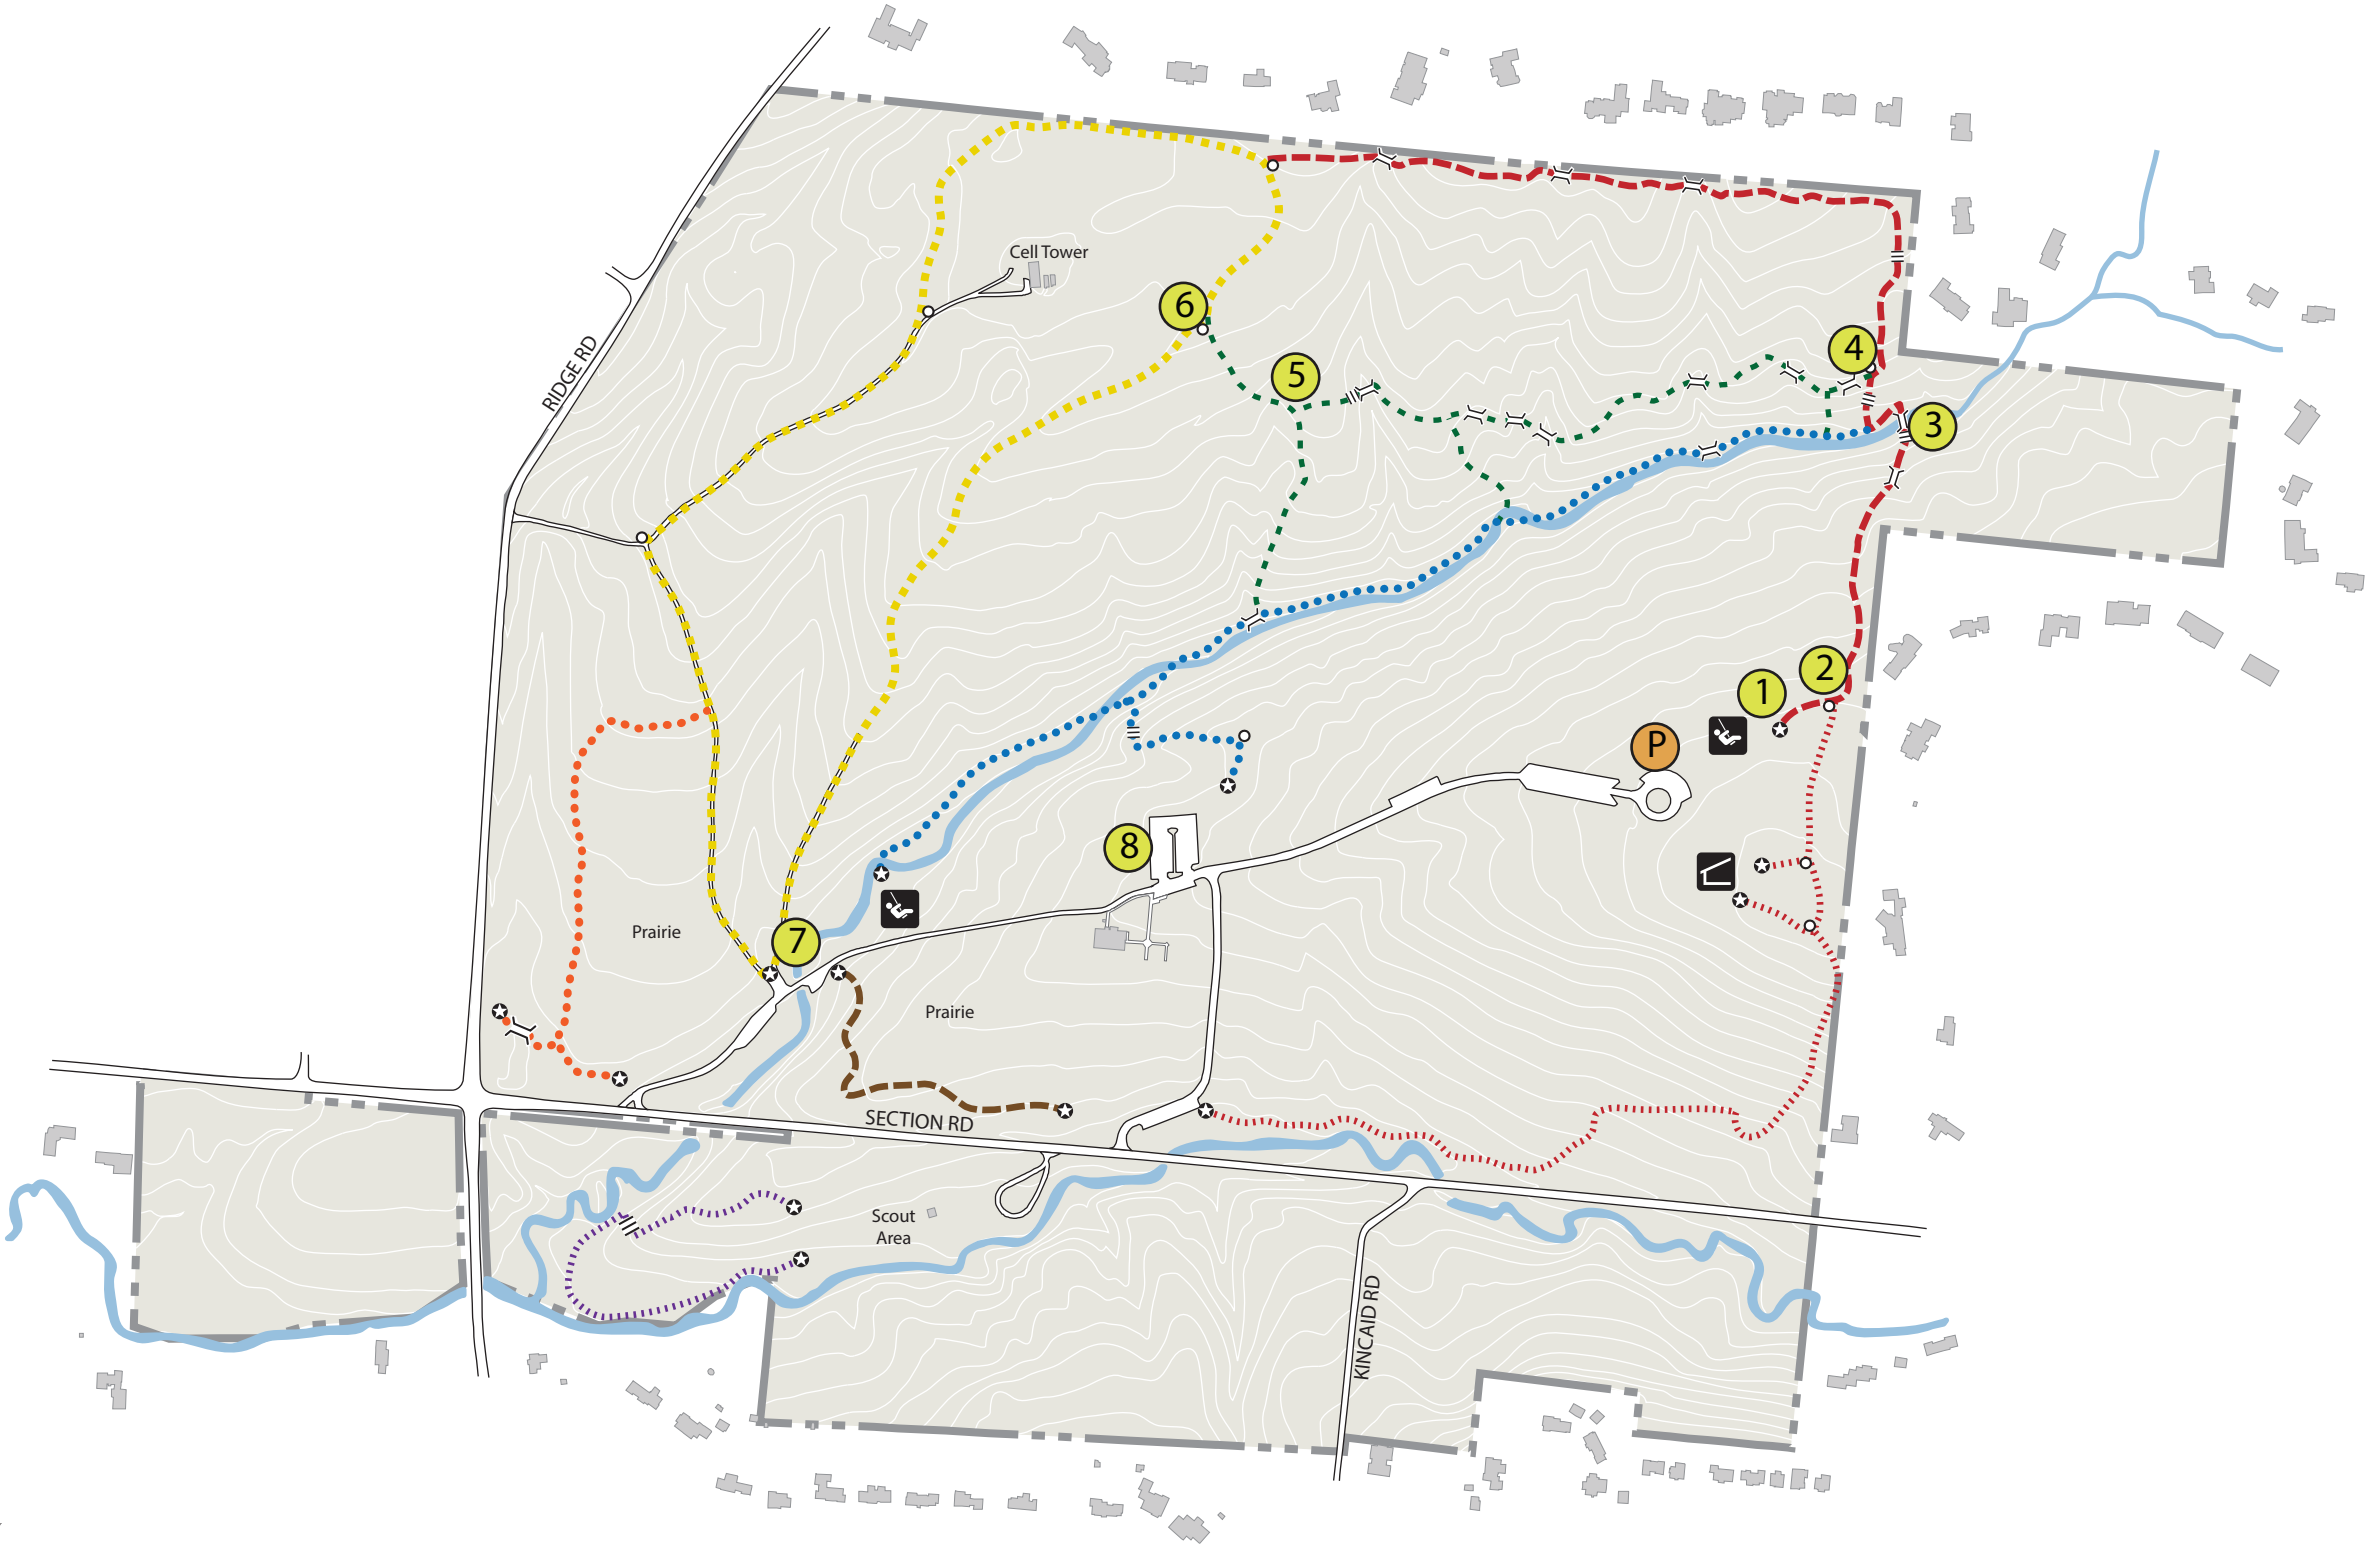 Cell Tower
RIDGE RD
6
5
4
3
2
1
P
8
7
Prairie
Prairie
SECTION RD
Scout
Area
KINCAID RD